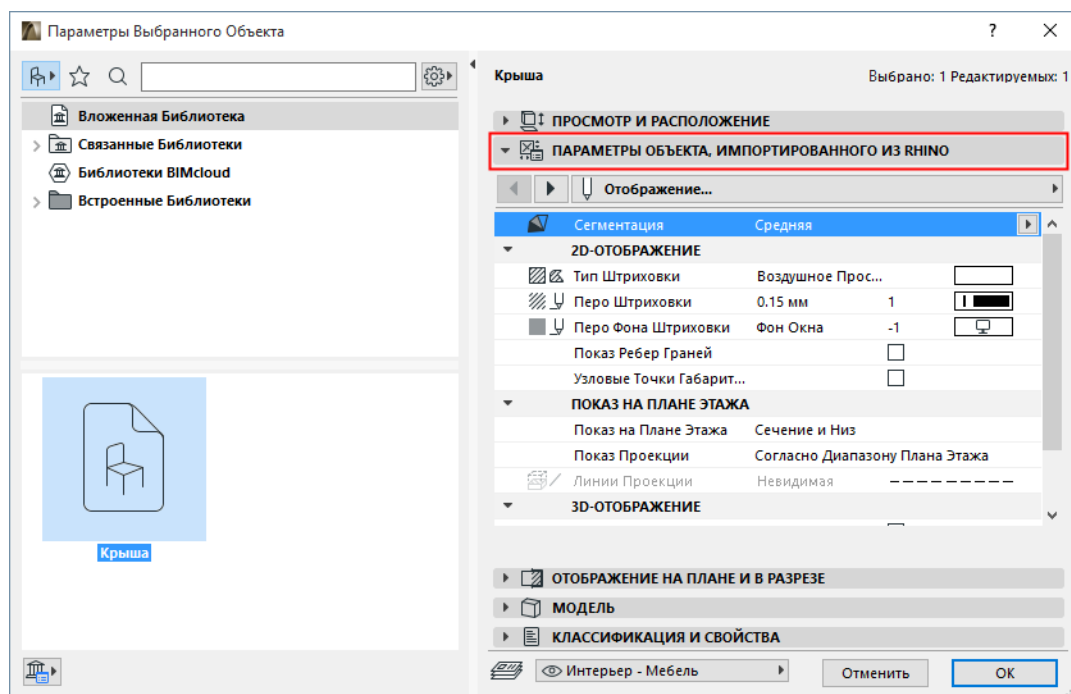 Параметры Выбранного Объекта
?
Вложенная Библиотека
Связанные Библиотеки
Библиотеки BIMcloud
Встроенные Библиотеки
Крыша
Крыша
Выбрано: 1 Редактируемых: 1
ПРОСМОТР И РАСПОЛОЖЕНИЕ
ПАРАМЕТРЫ ОБЪЕКТА, ИМПОРТИРОВАННОГО ИЗ RHINO
Отображение...
Сегментация Средняя
2D-ОТОБРАЖЕНИЕ
Тип Штриховки Воздушное Прос...
Перо Штриховки 0.15 мм 1
Перо Фона Штриховки Фон Окна -1
Показ Ребер Граней
Узловые Точки Габарит...
ПОКАЗ НА ПЛАНЕ ЭТАЖА
Показ на Плане Этажа Сечение и Низ
Показ Проекции Согласно Диапазону Плана Этажа
Линии Проекции Невидимая
3D-ОТОБРАЖЕНИЕ
ОТОБРАЖЕНИЕ НА ПЛАНЕ И В РАЗРЕЗЕ
МОДЕЛЬ
КЛАССИФИКАЦИЯ И СВОЙСТВА
Интерьер - Мебель
Отменить
ОК